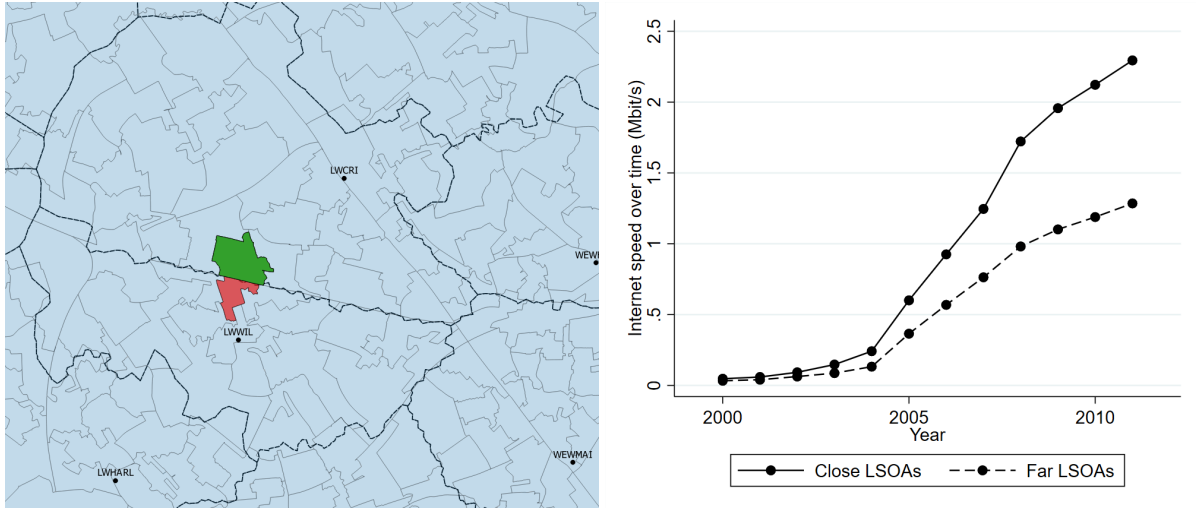 LWCRI
WEWI
LWWIL
WEWMAI
LWHARL
Internet speed over time (Mbit/s)
2.5
2
1.5
1
.5
0
2000
2005
2010
Year
Close LSOAs
Far LSOAs